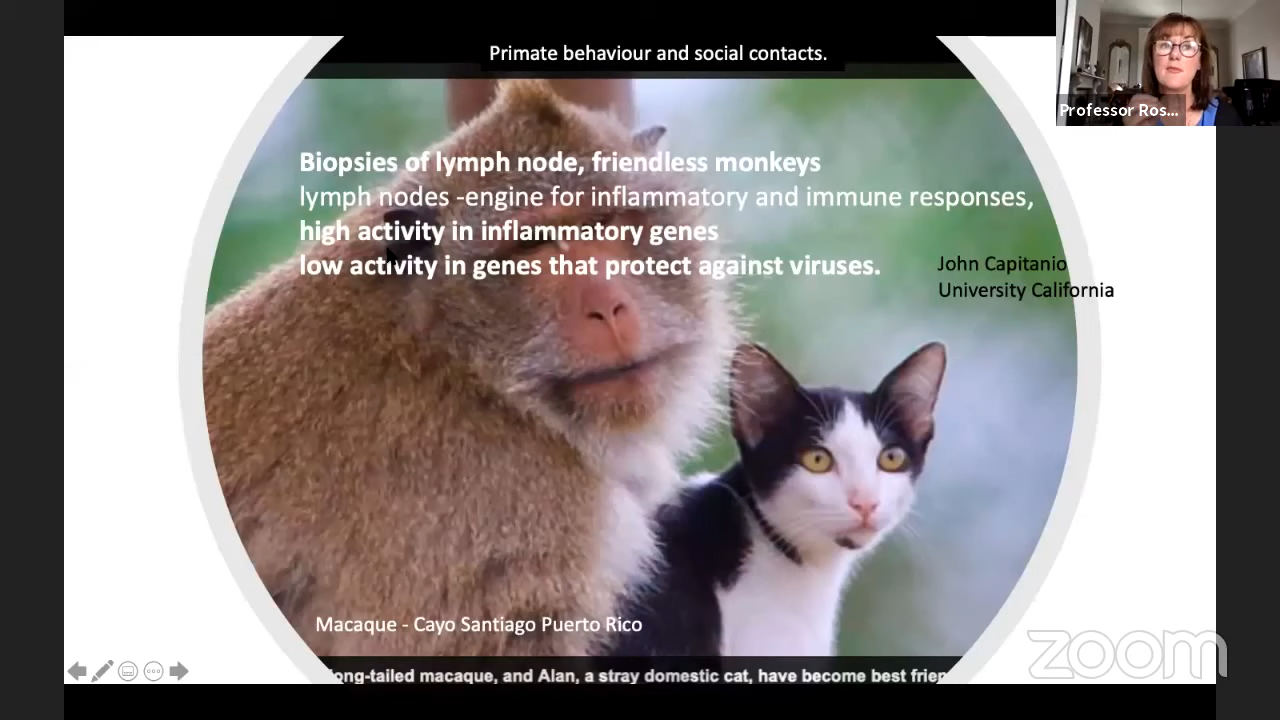 Primate behaviour and social contacts.
Professor Ros...
Biopsies of lymph node, friendless monkeys
lymph nodes -engine for inflammatory and immune responses,
high activity in inflammatory genes
low activity in genes that protect against viruses.
John Capitanio
University California
Macaque - Cayo Santiago Puerto Rico
zoom
macaque, and Alan, a stray domestic cat, have become best